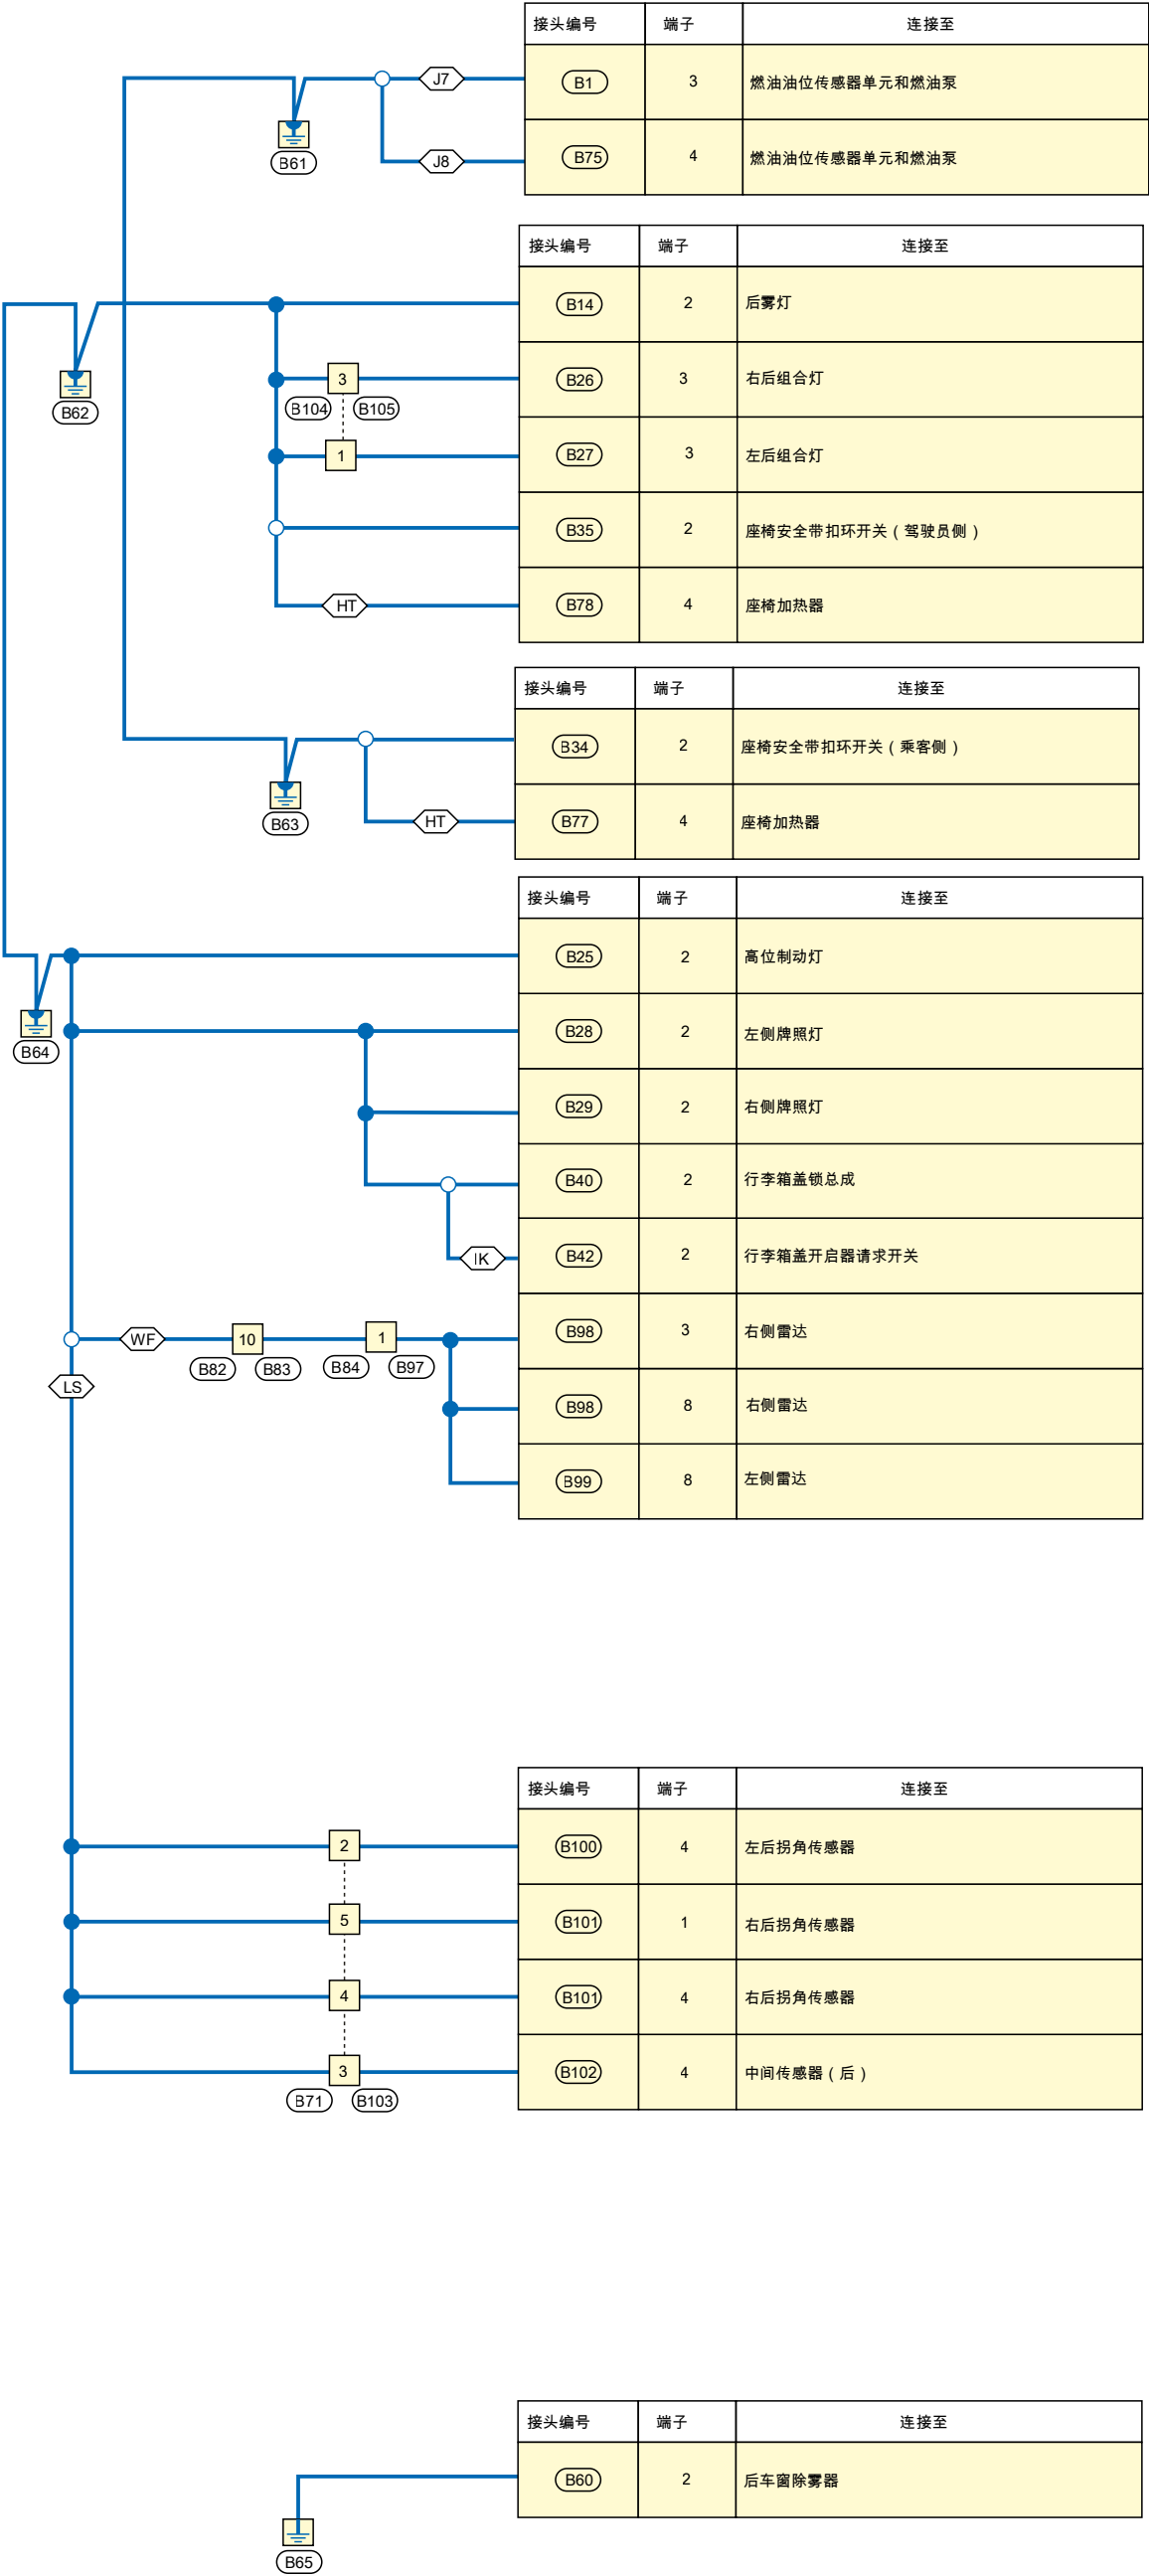 接头编号 端子 连接至
J7 B1 3 燃油油位传感器单元和燃油泵
B61
J8 B75 4 燃油油位传感器单元和燃油泵
接头编号 端子 连接至
B14 2 后雾灯
3 B26 3 右后组合灯
B62 B104 B105
1 B27 3 左后组合灯
B35 2 座椅安全带扣环开关（驾驶员侧）
HT B78 4 座椅加热器
接头编号 端子 连接至
B34 2 座椅安全带扣环开关（乘客侧）
B63 HT B77 4 座椅加热器
接头编号 端子 连接至
B25 2 高位制动灯
B28 2 左侧牌照灯
B64
B29 2 右侧牌照灯
B40 2 行李箱盖锁总成
IK B42 2 行李箱盖开启器请求开关
WF 10 1 B98 3 右侧雷达
B82 B83 B84 B97
LS
B98 8 右侧雷达
B99 8 左侧雷达
接头编号 端子 连接至
2 B100 4 左后拐角传感器
5 B101 1 右后拐角传感器
4 B101 4 右后拐角传感器
3 B102 4 中间传感器（后）
B71 B103
接头编号 端子 连接至
B60 2 后车窗除雾器
B65